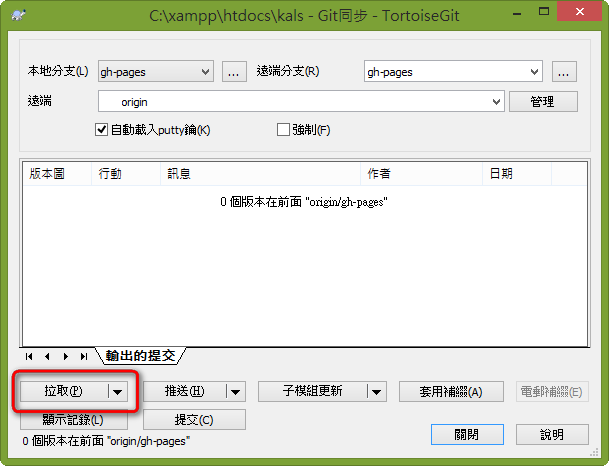 C:\xampp\htdocs\kals - Git同步 - TortoiseGit
本地分支(L) gh-pages ... 遠端分支(R) gh-pages ...
遠端 origin 管理
自動載入putty鑰(K) 強制(F)
版本圖 行動 訊息 作者 日期
0 個版本在前面 "origin/gh-pages"
輸出的提交
拉取(P) 推送(H) 子模組更新 套用補綴(A) 電郵補綴(E)
顯示記錄(L) 提交(C)
0 個版本在前面 "origin/gh-pages"
關閉 說明